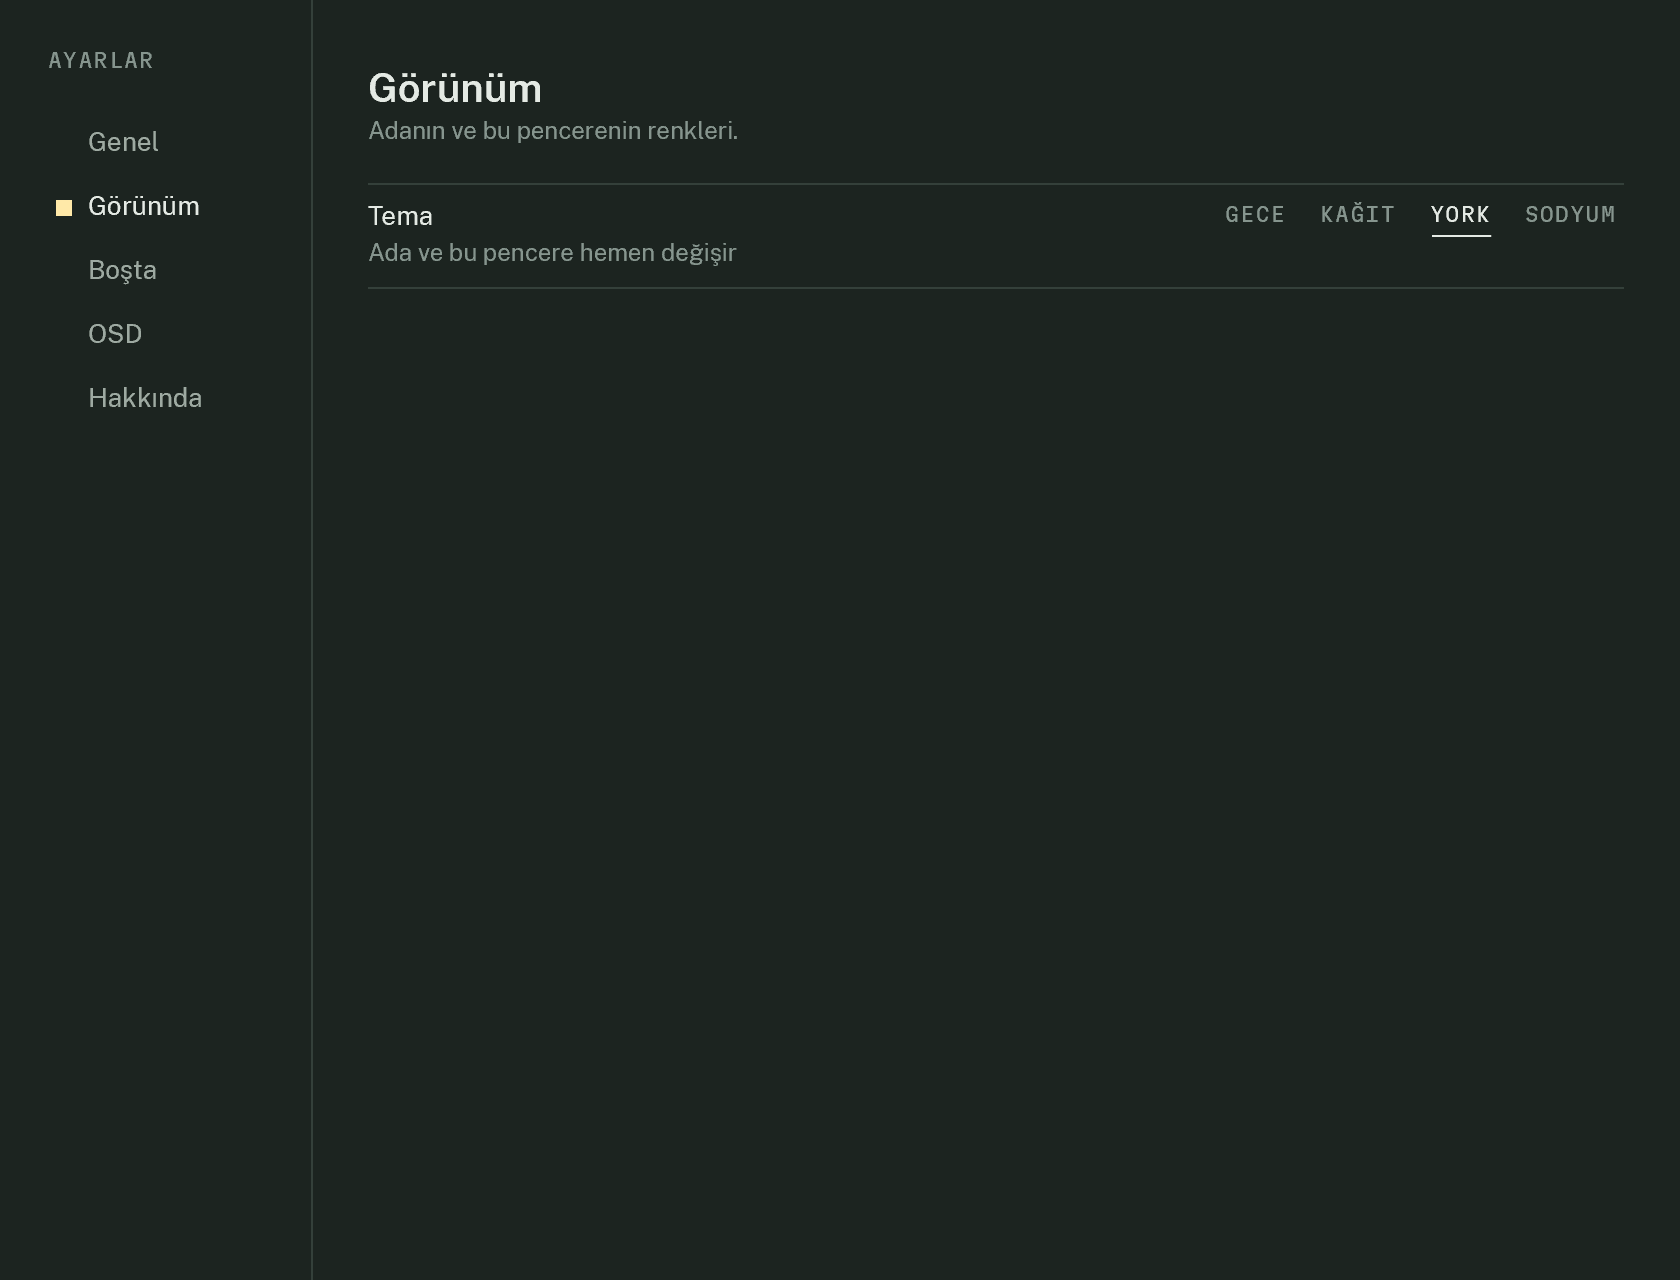 AYARLAR
Genel
Görünüm
Boşta
OSD
Hakkında
Görünüm
Adanın ve bu pencerenin renkleri.
Tema
Ada ve bu pencere hemen değişir
GECE KAĞIT YORK SODYUM